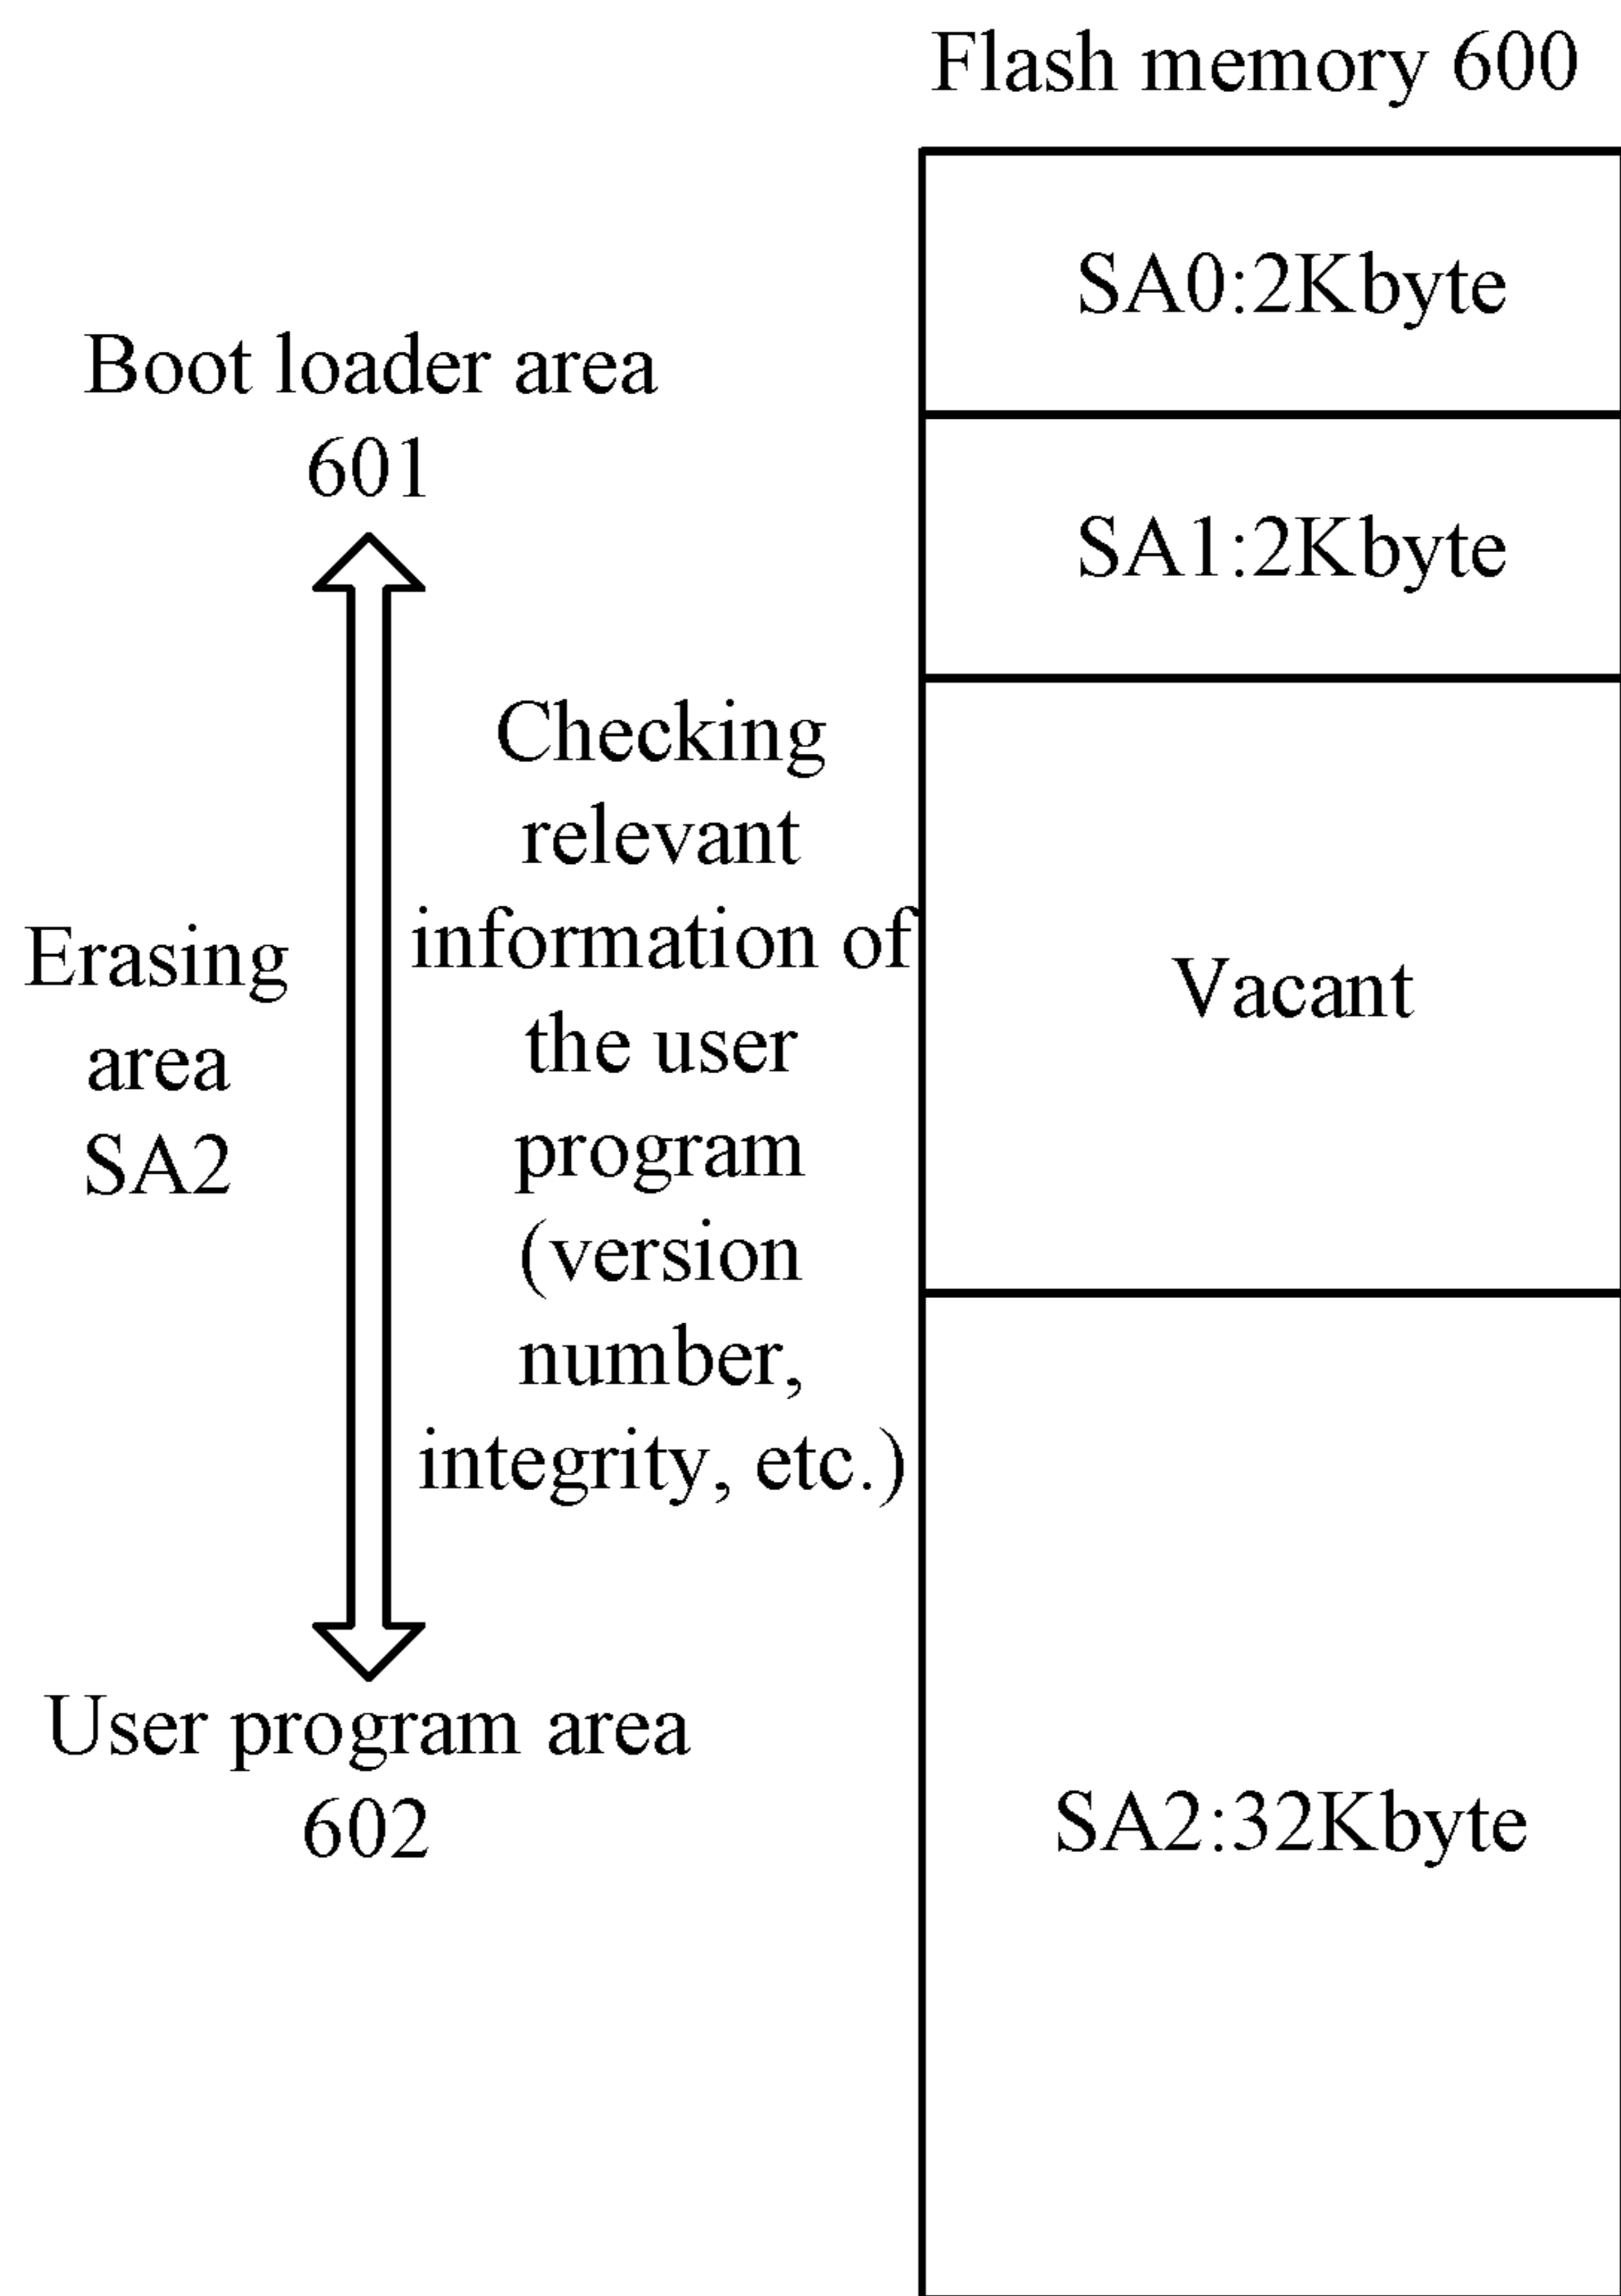 Flash memory 600
SA0:2Kbyte
Boot loader area
601
SA1:2Kbyte
Checking
relevant
information of
the user
program
(version
number,
integrity, etc.)
Erasing
area
SA2
Vacant
User program area
602
SA2:32Kbyte